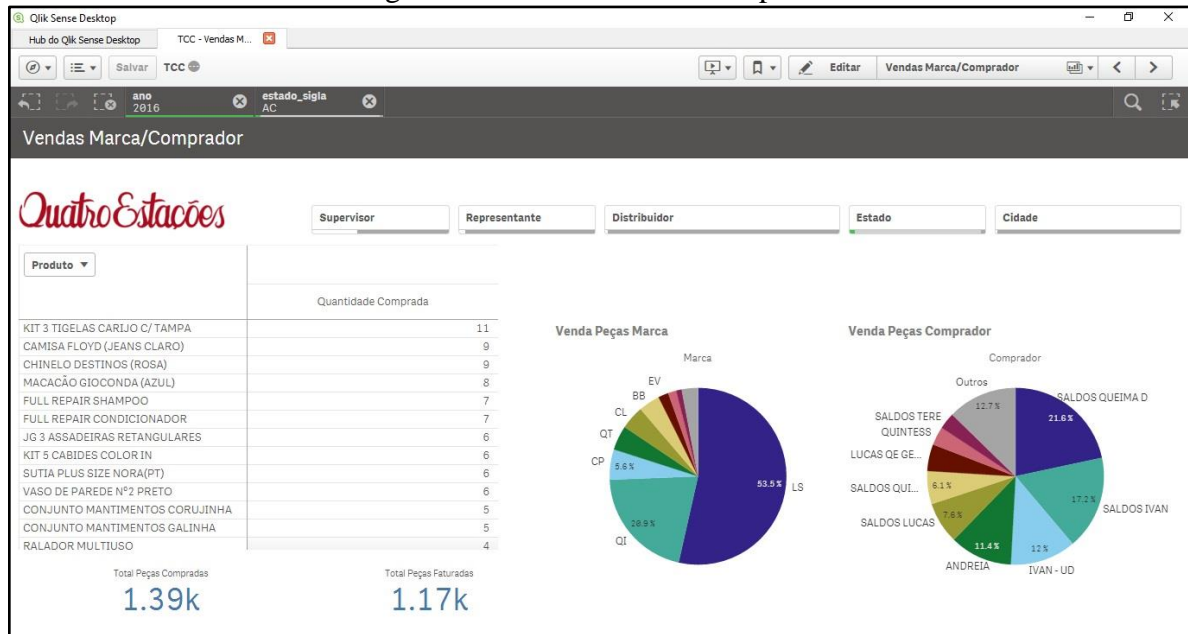 Qlik Sense Desktop
Hub do Qlik Sense Desktop TCC - Vendas M...
Salvar TCC Editar Vendas Marca/Comprador
ano
2016
estado_sigla
AC
Vendas Marca/Comprador
Quatro Estações
Supervisor Representante Distribuidor Estado Cidade
Produto
Quantidade Comprada
KIT 3 TIGELAS CARIJO C/ TAMPA 11
CAMISA FLOYD (JEANS CLARO) 9
CHINELO DESTINOS (ROSA) 9
MACACÃO GIOCONDA (AZUL) 8
FULL REPAIR SHAMPOO 7
FULL REPAIR CONDICIONADOR 7
JG 3 ASSADEIRAS RETANGULARES 6
KIT 5 CABIDES COLOR IN 6
SUTIA PLUS SIZE NORA(PT) 6
VASO DE PAREDE Nº2 PRETO 6
CONJUNTO MANTIMENTOS CORUJINHA 5
CONJUNTO MANTIMENTOS GALINHA 5
RALADOR MULTIUSO 4
Total Peças Compradas
1.39k
Total Peças Faturadas
1.17k
Venda Peças Marca
Marca
EV
BB
CL
QT
CP 5.6%
53.5% LS
20.9%
QI
Venda Peças Comprador
Comprador
Outros
12.7%
SALDOS QUEIMA D
21.6%
SALDOS TERE
QUINTESS
LUCAS QE GE...
SALDOS QUI... 6.1%
17.2% SALDOS IVAN
7.6%
SALDOS LUCAS
11.4%
12%
ANDREIA
IVAN - UD